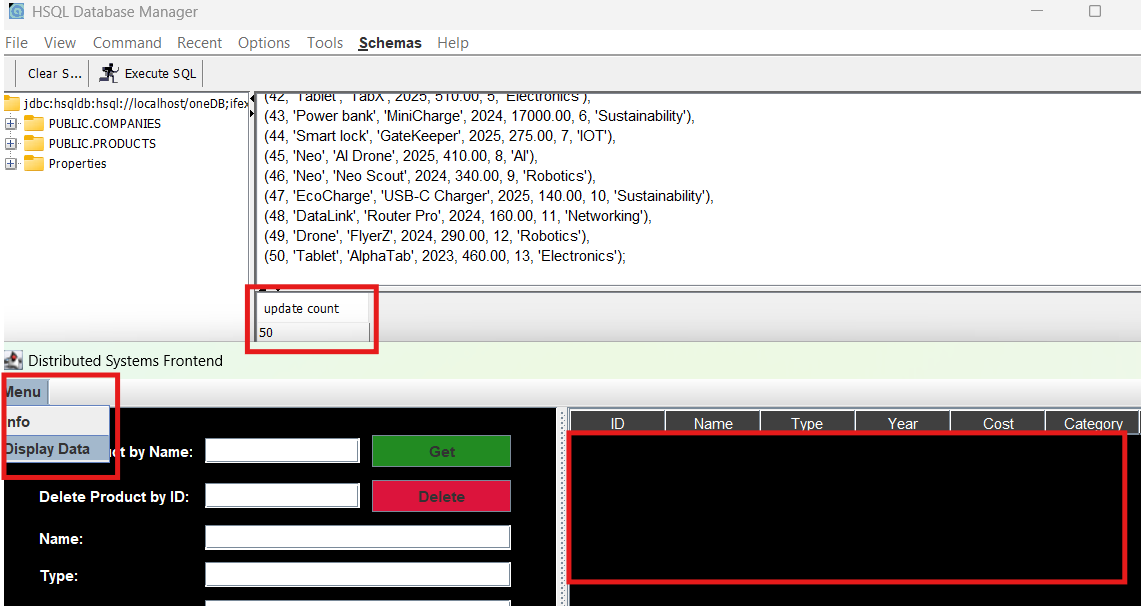 HSQL Database Manager
File View Command Recent Options Tools Schemas Help
Clear S... Execute SQL
jdbc:hsqldb:hsql://localhost/oneDB;ifex
PUBLIC.COMPANIES
PUBLIC.PRODUCTS
Properties
(42, 'Tablet', 'TabX', 2025, 510.00, 5, 'Electronics'),
(43, 'Power bank', 'MiniCharge', 2024, 17000.00, 6, 'Sustainability'),
(44, 'Smart lock', 'GateKeeper', 2025, 275.00, 7, 'IOT'),
(45, 'Neo', 'AI Drone', 2025, 410.00, 8, 'AI'),
(46, 'Neo', 'Neo Scout', 2024, 340.00, 9, 'Robotics'),
(47, 'EcoCharge', 'USB-C Charger', 2025, 140.00, 10, 'Sustainability'),
(48, 'DataLink', 'Router Pro', 2024, 160.00, 11, 'Networking'),
(49, 'Drone', 'FlyerZ', 2024, 290.00, 12, 'Robotics'),
(50, 'Tablet', 'AlphaTab', 2023, 460.00, 13, 'Electronics');
update count
50
Distributed Systems Frontend
Menu
Info
Display Data
ct by Name: Get
Delete Product by ID: Delete
Name:
Type:
ID Name Type Year Cost Category